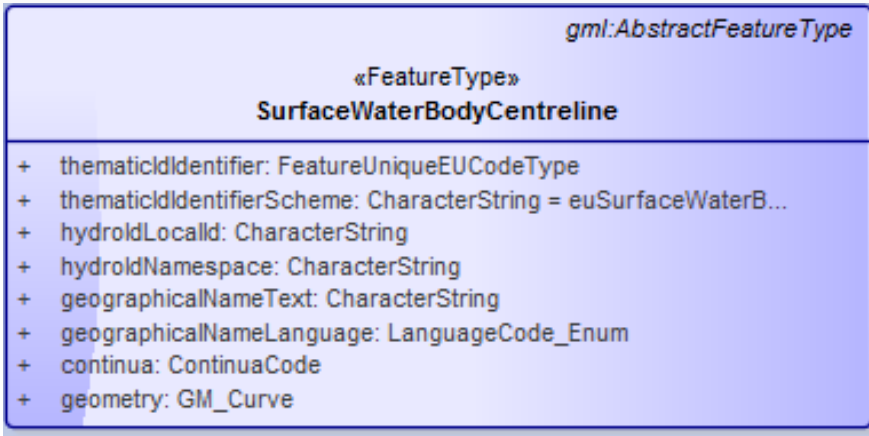 gml:AbstractFeatureType
«FeatureType»
SurfaceWaterBodyCentreline
+ thematicIdIdentifier: FeatureUniqueEUCodeType
+ thematicIdIdentifierScheme: CharacterString = euSurfaceWaterB...
+ hydroIdLocalId: CharacterString
+ hydroIdNamespace: CharacterString
+ geographicalNameText: CharacterString
+ geographicalNameLanguage: LanguageCode_Enum
+ continua: ContinuaCode
+ geometry: GM_Curve